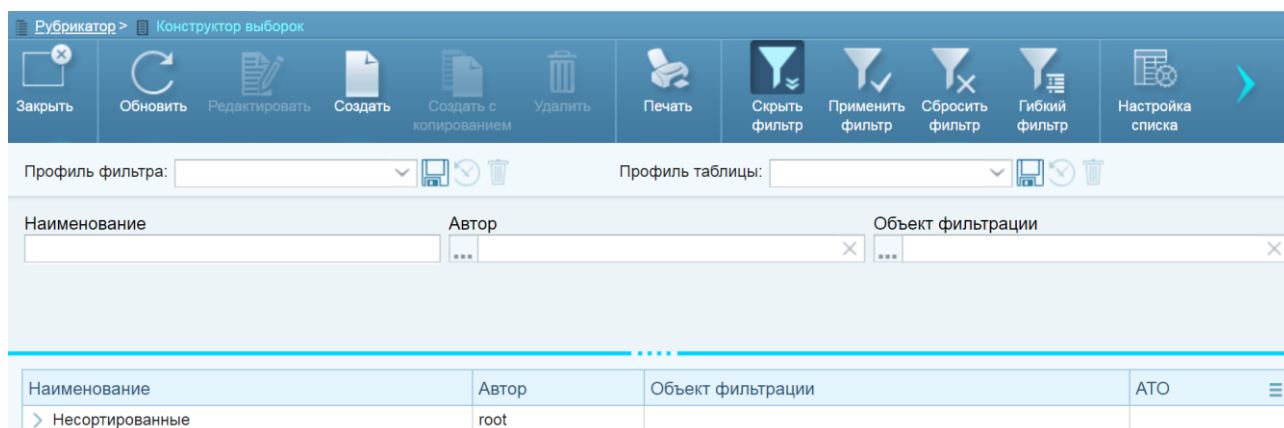 Рубрикатор > Конструктор выборок
Закрыть Обновить Редактировать Создать Создать с копированием Удалить Печать Скрыть фильтр Применить фильтр Сбросить фильтр Гибкий фильтр Настройка списка
Профиль фильтра: Профиль таблицы:
Наименование Автор Объект фильтрации
... ...
Наименование Автор Объект фильтрации АТО
Несортированные root